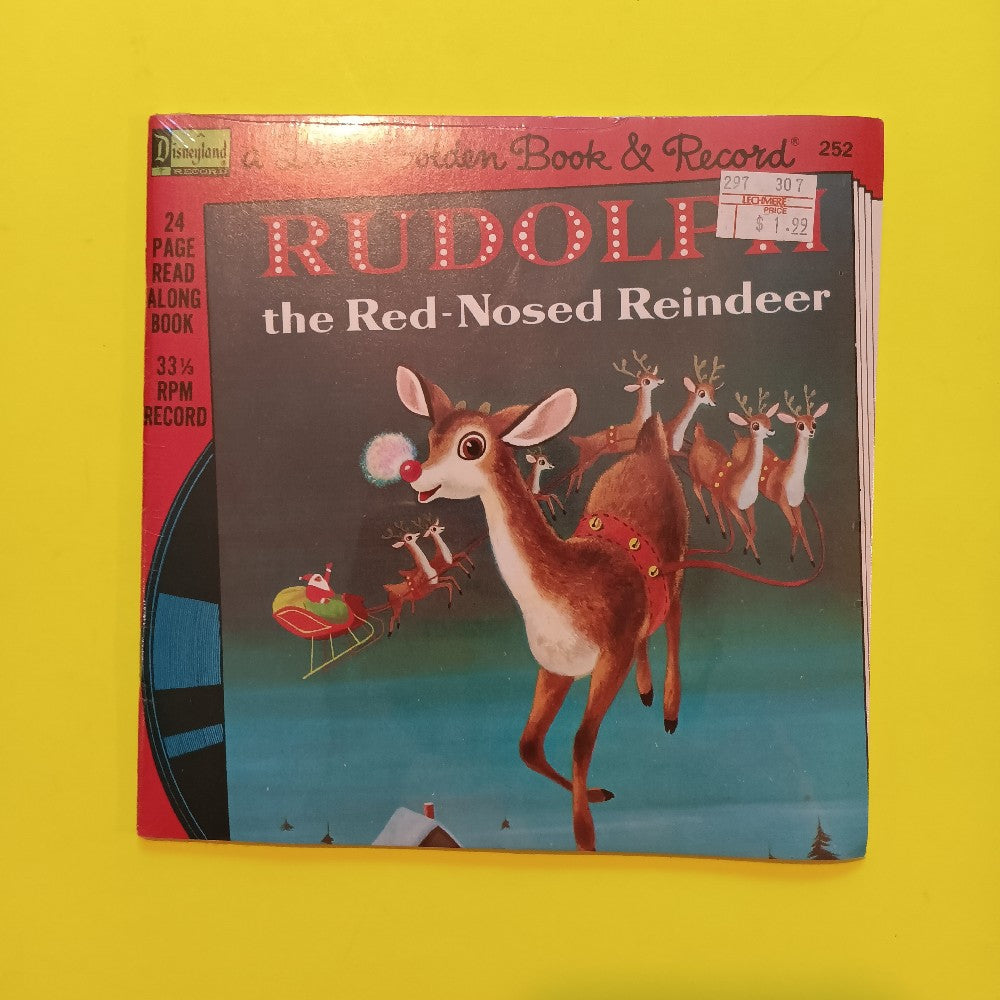 Disneyland
RECORD
a Little Golden Book & Record® 252
297 307
LECHMERE
PRICE
$ 1.99
24
PAGE
READ
ALONG
BOOK
33⅓
RPM
RECORD
RUDOLPH
the Red-Nosed Reindeer